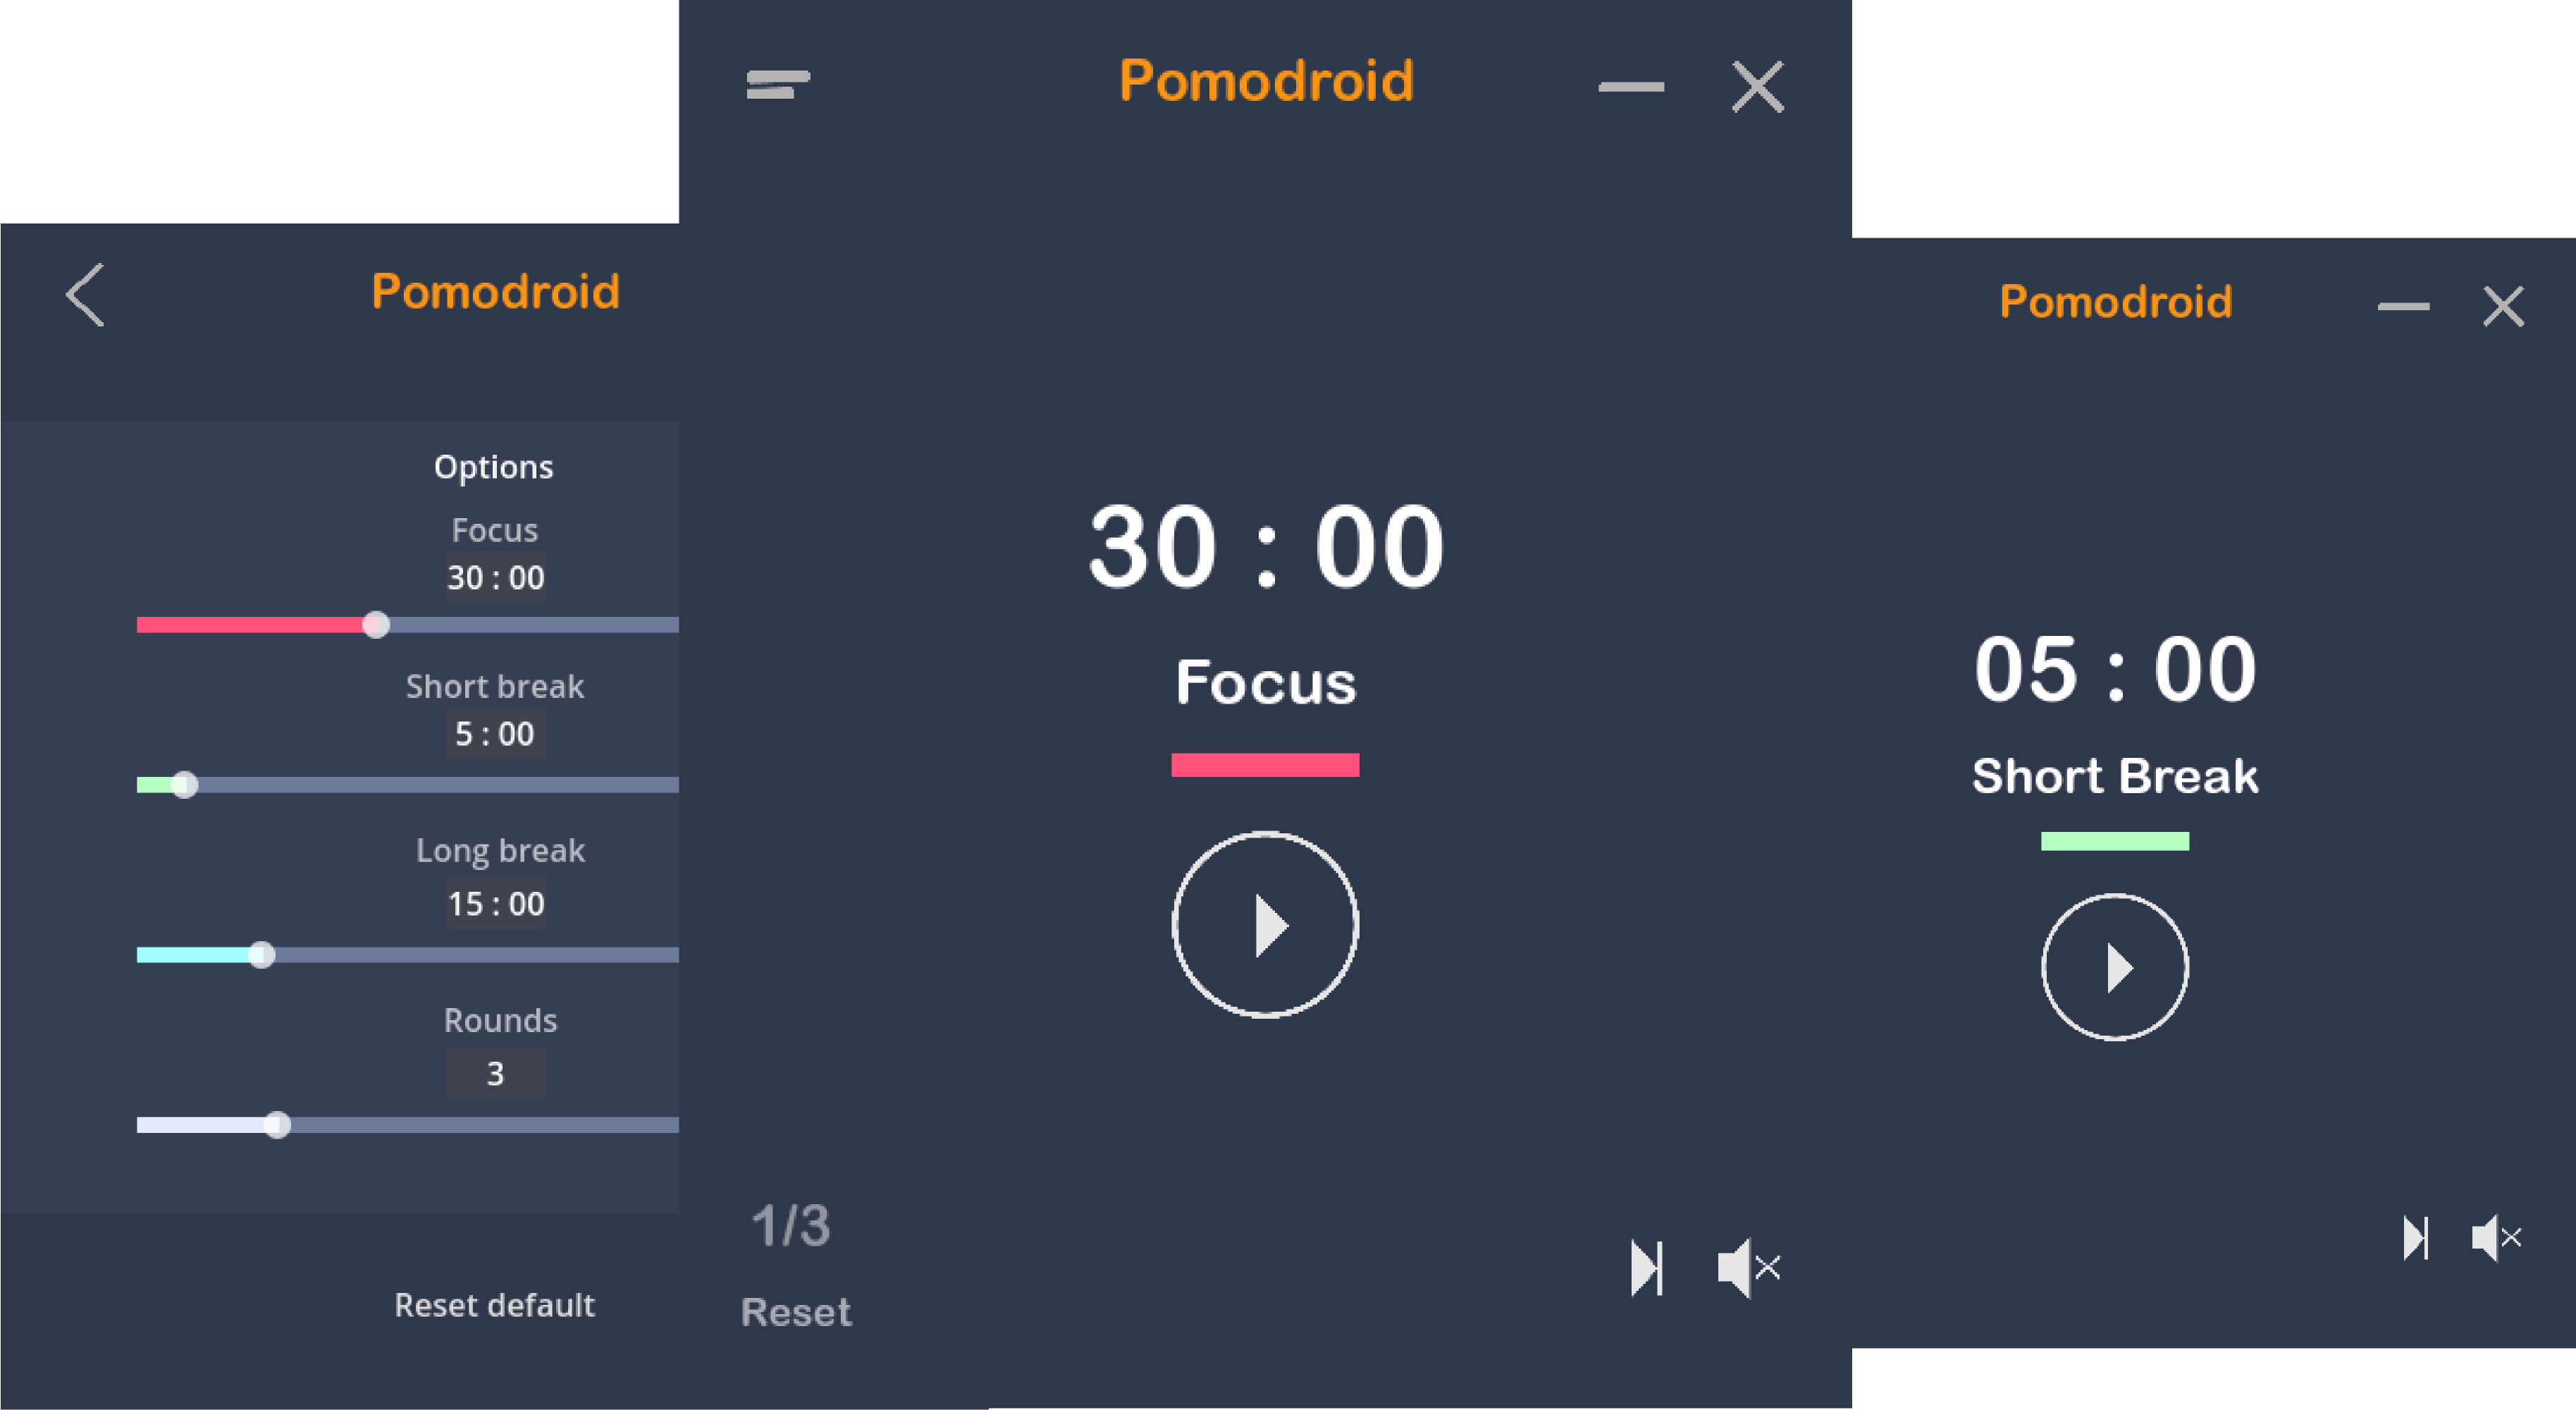 Pomodroid
Options
Focus
30 : 00
Short break
5 : 00
Long break
15 : 00
Rounds
3
Reset default
Pomodroid
30 : 00
Focus
1/3
Reset
Pomodroid
05 : 00
Short Break